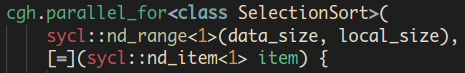 cgh.parallel_for<class SelectionSort>(
sycl::nd_range<1>(data_size, local_size),
[=](sycl::nd_item<1> item) {